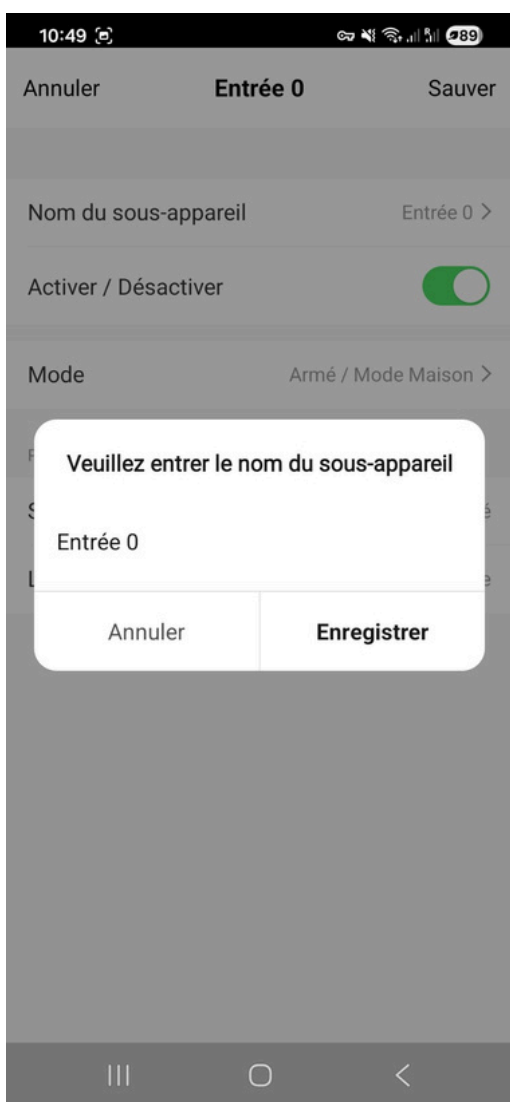 10:49
89
Annuler Entrée 0 Sauver
Nom du sous-appareil Entrée 0 >
Activer / Désactiver
Mode Armé / Mode Maison >
Veuillez entrer le nom du sous-appareil
Entrée 0
Annuler Enregistrer